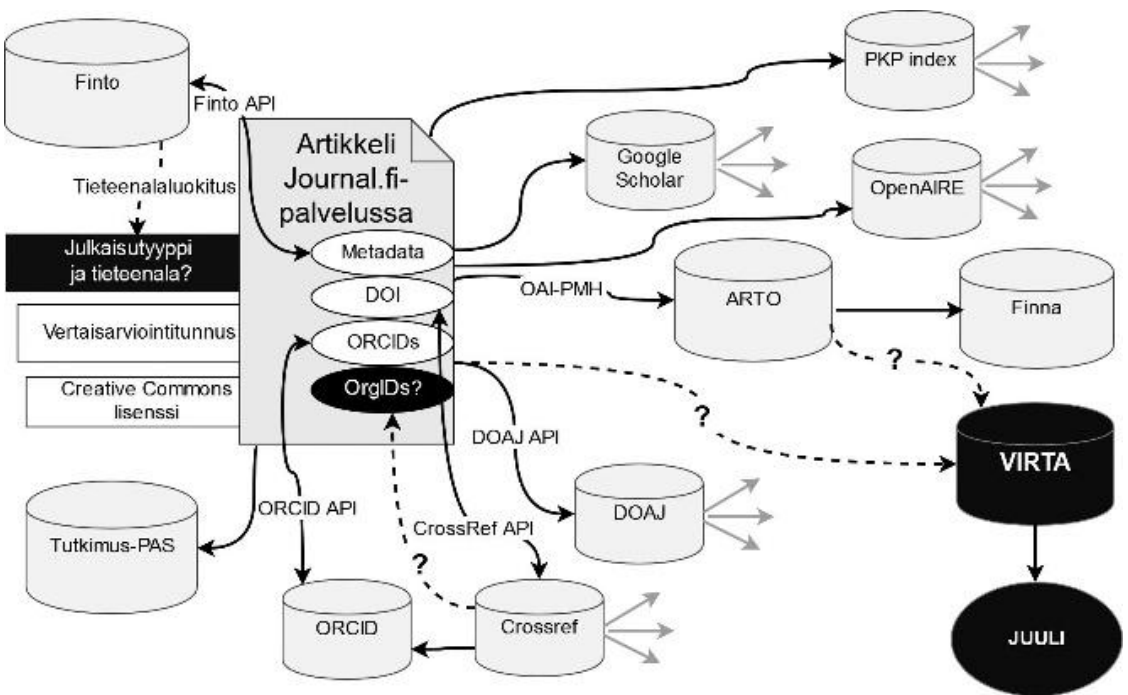 Finto
Finto API
PKP index
Artikkeli
Journal.fi-
palvelussa
Google
Scholar
OpenAIRE
Tieteenalaluokitus
Julkaisutyyppi
ja tieteenala?
Metadata
DOI
OAI-PMH
ARTO
Finna
Vertaisarviointitunnus
ORCIDs
?
Creative Commons
lisenssi
OrgIDs?
?
DOAJ API
VIRTA
ORCID API
CrossRef API
DOAJ
Tutkimus-PAS
?
ORCID
Crossref
JUULI